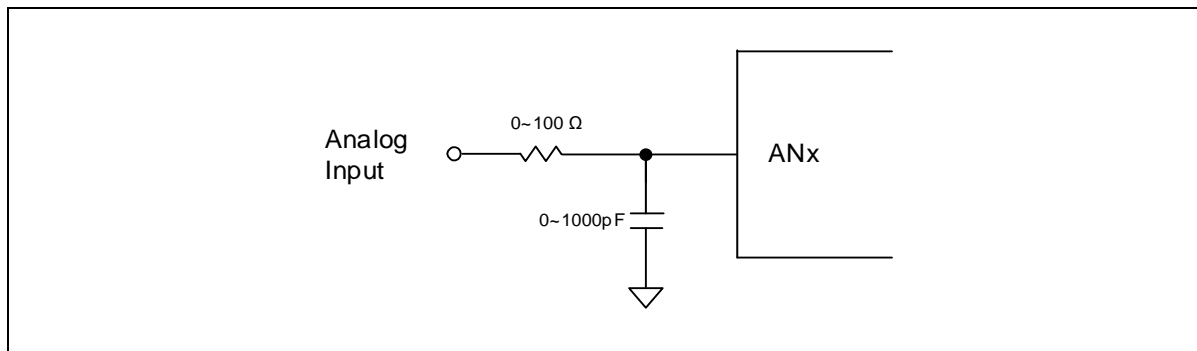 0~100 Ω
Analog
Input
ANx
0~1000pF